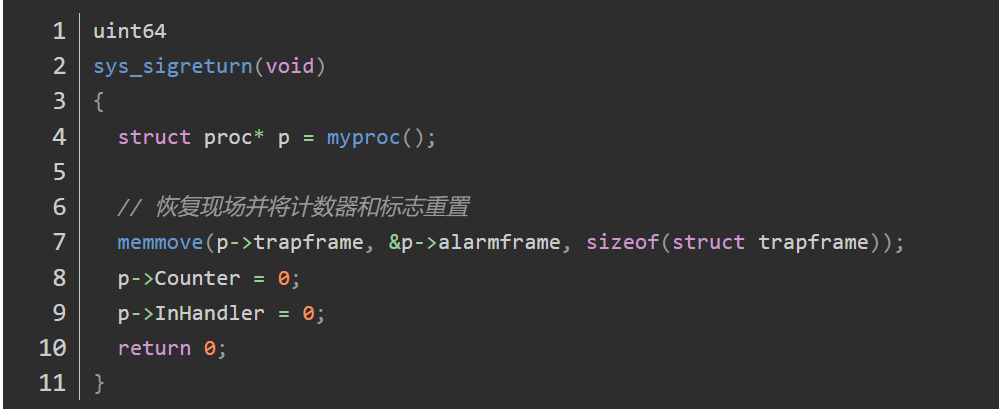 1 uint64
2 sys_sigreturn(void)
3 {
4   struct proc* p = myproc();
5
6   // 恢复现场并将计数器和标志重置
7   memmove(p->trapframe, &p->alarmframe, sizeof(struct trapframe));
8   p->Counter = 0;
9   p->InHandler = 0;
10   return 0;
11 }